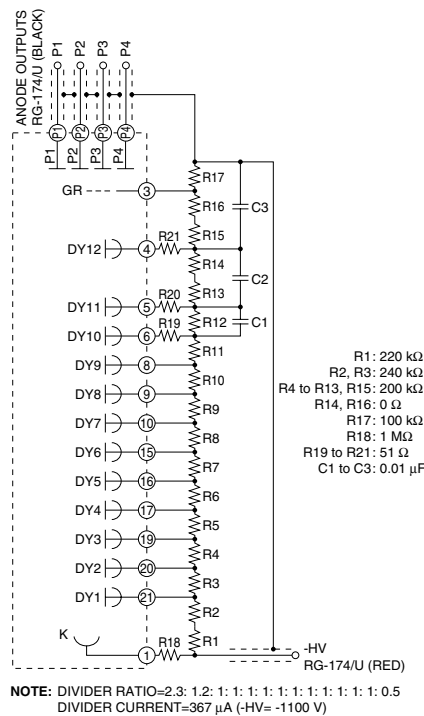 ANODE OUTPUTS
RG-174/U (BLACK)
P1
P2
P3
P4
P1
P2
P3
P4
P1
P2
P3
P4
R17
GR
3
R16
C3
R15
R21
DY12
4
R14
C2
R13
R20
DY11
5
R12
C1
R19
DY10
6
R11
DY9
8
R10
DY8
9
R9
DY7
10
R8
DY6
15
R7
DY5
16
R6
DY4
17
R5
DY3
19
R4
DY2
20
R3
DY1
21
R2
K
R1
R18
1
-HV
RG-174/U (RED)
R1: 220 kΩ
R2, R3: 240 kΩ
R4 to R13, R15: 200 kΩ
R14, R16: 0 Ω
R17: 100 kΩ
R18: 1 MΩ
R19 to R21: 51 Ω
C1 to C3: 0.01 µF
NOTE: DIVIDER RATIO=2.3: 1.2: 1: 1: 1: 1: 1: 1: 1: 1: 1: 1: 0.5
DIVIDER CURRENT=367 µA (-HV= -1100 V)